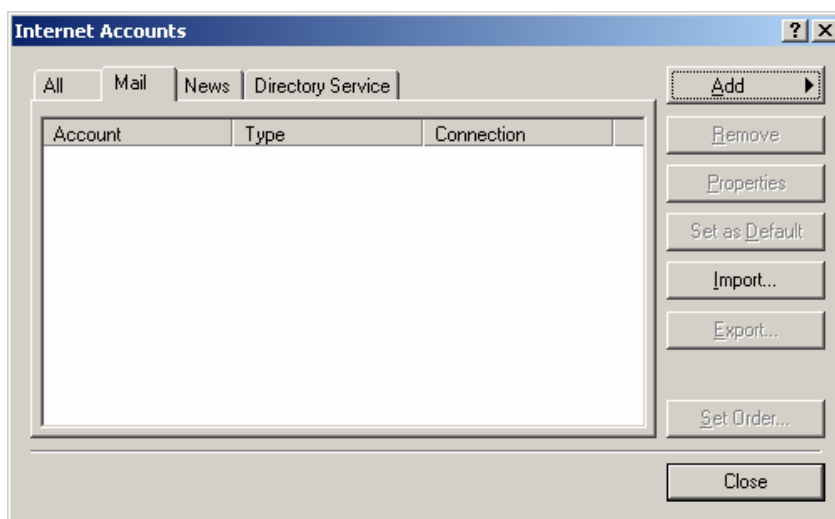 Internet Accounts
All Mail News Directory Service
Account Type Connection
Add
Remove
Properties
Set as Default
Import...
Export...
Set Order...
Close